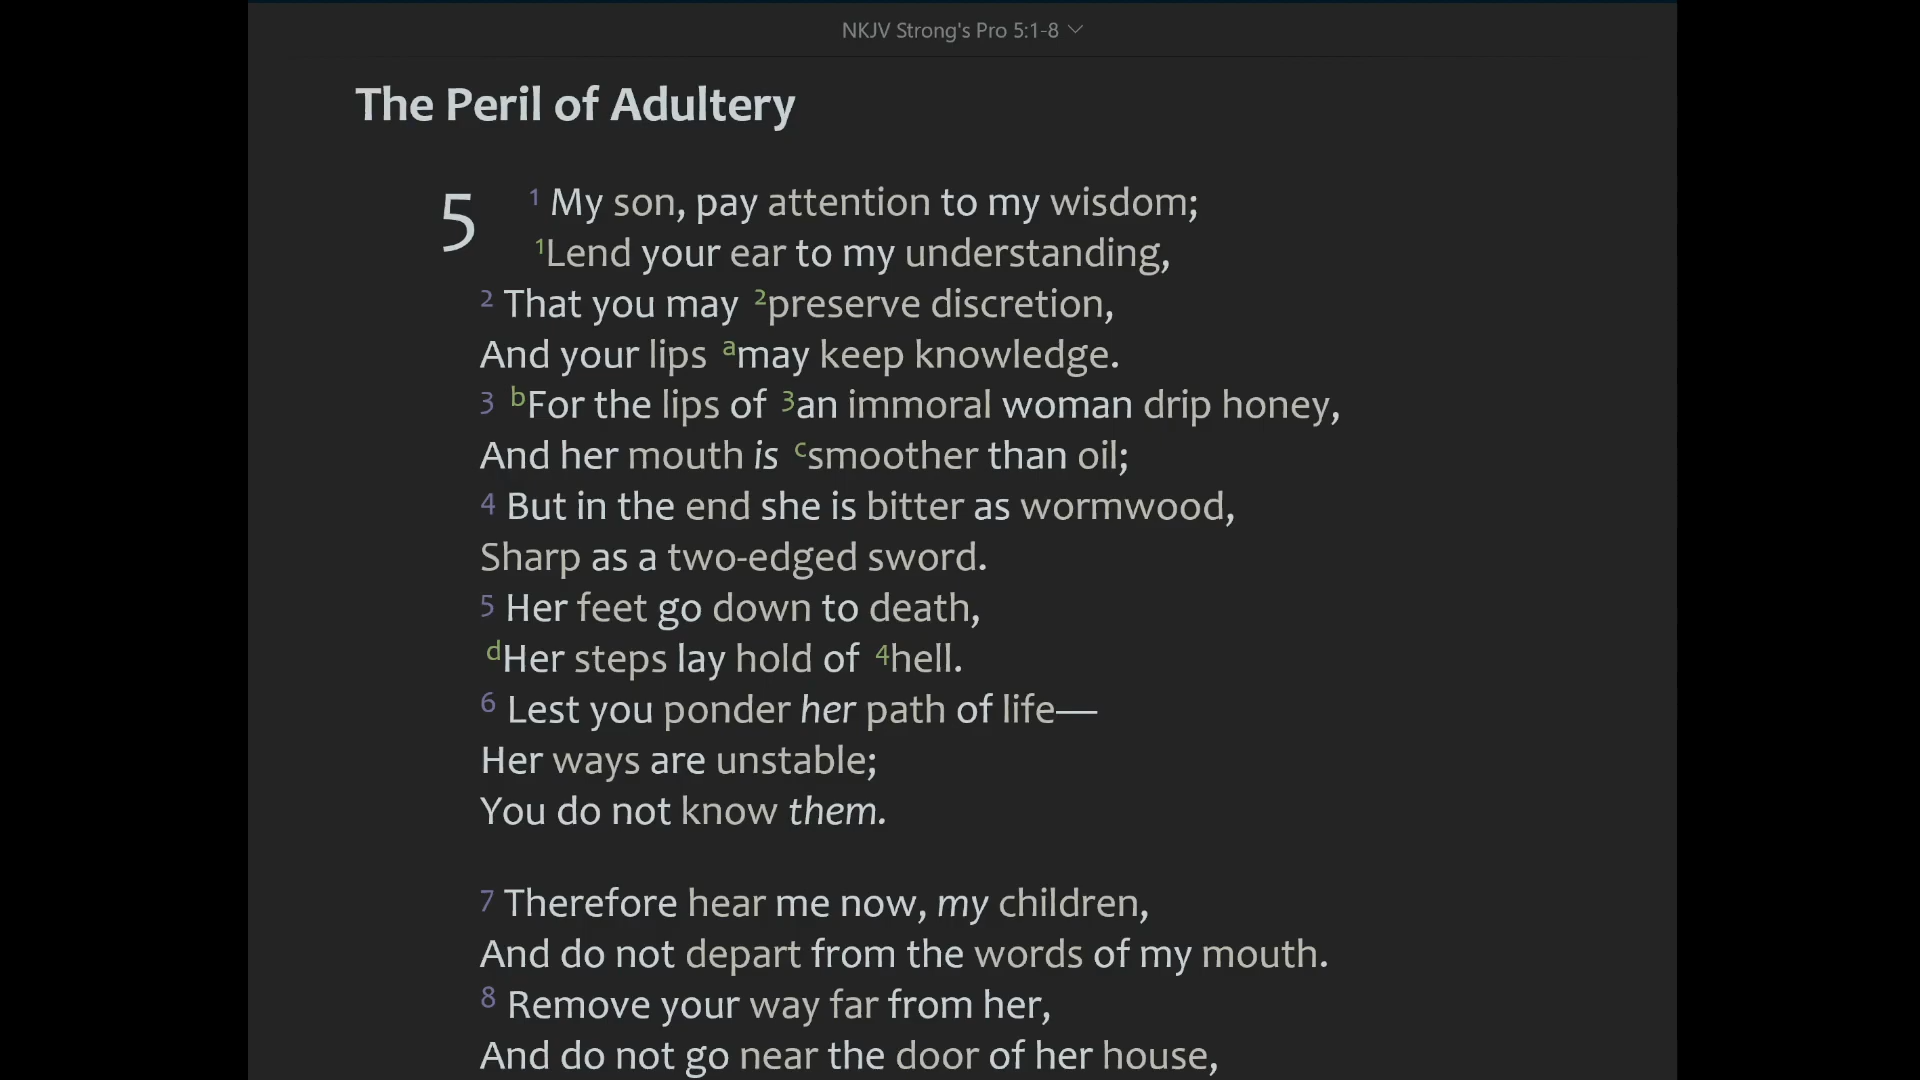 NKJV Strong's Pro 5:1-8
The Peril of Adultery
5 1 My son, pay attention to my wisdom;
1Lend your ear to my understanding,
2 That you may 2preserve discretion,
And your lips amay keep knowledge.
3 bFor the lips of 3an immoral woman drip honey,
And her mouth is csmoother than oil;
4 But in the end she is bitter as wormwood,
Sharp as a two-edged sword.
5 Her feet go down to death,
dHer steps lay hold of 4hell.
6 Lest you ponder her path of life—
Her ways are unstable;
You do not know them.
7 Therefore hear me now, my children,
And do not depart from the words of my mouth.
8 Remove your way far from her,
And do not go near the door of her house,